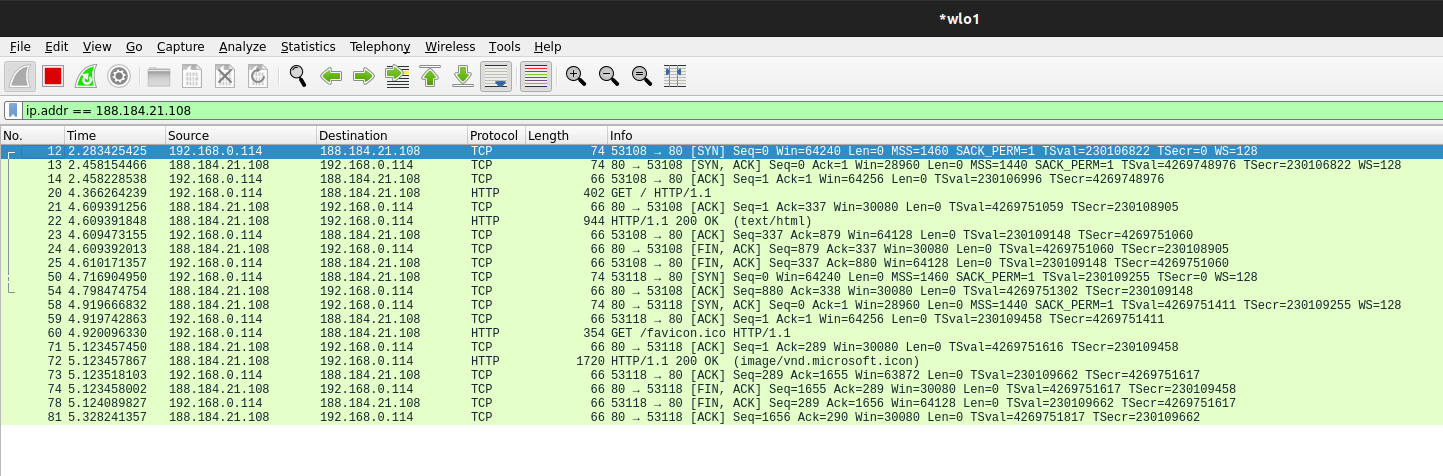 *wlo1
File Edit View Go Capture Analyze Statistics Telephony Wireless Tools Help
ip.addr == 188.184.21.108
No. Time Source Destination Protocol Length Info
12 2.283425425 192.168.0.114 188.184.21.108 TCP 74 53108 → 80 [SYN] Seq=0 Win=64240 Len=0 MSS=1460 SACK_PERM=1 TSval=230106822 TSecr=0 WS=128
13 2.458154466 188.184.21.108 192.168.0.114 TCP 74 80 → 53108 [SYN, ACK] Seq=0 Ack=1 Win=28960 Len=0 MSS=1440 SACK_PERM=1 TSval=4269748976 TSecr=230106822 WS=128
14 2.458228538 192.168.0.114 188.184.21.108 TCP 66 53108 → 80 [ACK] Seq=1 Ack=1 Win=64256 Len=0 TSval=230106996 TSecr=4269748976
20 4.366264239 192.168.0.114 188.184.21.108 HTTP 402 GET / HTTP/1.1
21 4.609391256 188.184.21.108 192.168.0.114 TCP 66 80 → 53108 [ACK] Seq=1 Ack=337 Win=30080 Len=0 TSval=4269751059 TSecr=230108905
22 4.609391848 188.184.21.108 192.168.0.114 HTTP 944 HTTP/1.1 200 OK (text/html)
23 4.609473155 192.168.0.114 188.184.21.108 TCP 66 53108 → 80 [ACK] Seq=337 Ack=879 Win=64128 Len=0 TSval=230109148 TSecr=4269751060
24 4.609392013 188.184.21.108 192.168.0.114 TCP 66 80 → 53108 [FIN, ACK] Seq=879 Ack=337 Win=30080 Len=0 TSval=4269751060 TSecr=230108905
25 4.610171357 192.168.0.114 188.184.21.108 TCP 66 53108 → 80 [FIN, ACK] Seq=337 Ack=880 Win=64128 Len=0 TSval=230109148 TSecr=4269751060
50 4.716904950 192.168.0.114 188.184.21.108 TCP 74 53118 → 80 [SYN] Seq=0 Win=64240 Len=0 MSS=1460 SACK_PERM=1 TSval=230109255 TSecr=0 WS=128
54 4.798474754 188.184.21.108 192.168.0.114 TCP 66 80 → 53108 [ACK] Seq=880 Ack=338 Win=30080 Len=0 TSval=4269751302 TSecr=230109148
58 4.919666832 188.184.21.108 192.168.0.114 TCP 74 80 → 53118 [SYN, ACK] Seq=0 Ack=1 Win=28960 Len=0 MSS=1440 SACK_PERM=1 TSval=4269751411 TSecr=230109255 WS=128
59 4.919742863 192.168.0.114 188.184.21.108 TCP 66 53118 → 80 [ACK] Seq=1 Ack=1 Win=64256 Len=0 TSval=230109458 TSecr=4269751411
60 4.920096330 192.168.0.114 188.184.21.108 HTTP 354 GET /favicon.ico HTTP/1.1
71 5.123457450 188.184.21.108 192.168.0.114 TCP 66 80 → 53118 [ACK] Seq=1 Ack=289 Win=30080 Len=0 TSval=4269751616 TSecr=230109458
72 5.123457867 188.184.21.108 192.168.0.114 HTTP 1720 HTTP/1.1 200 OK (image/vnd.microsoft.icon)
73 5.123518103 192.168.0.114 188.184.21.108 TCP 66 53118 → 80 [ACK] Seq=289 Ack=1655 Win=63872 Len=0 TSval=230109662 TSecr=4269751617
74 5.123458002 188.184.21.108 192.168.0.114 TCP 66 80 → 53118 [FIN, ACK] Seq=1655 Ack=289 Win=30080 Len=0 TSval=4269751617 TSecr=230109458
78 5.124089827 192.168.0.114 188.184.21.108 TCP 66 53118 → 80 [FIN, ACK] Seq=289 Ack=1656 Win=64128 Len=0 TSval=230109662 TSecr=4269751617
81 5.328241357 188.184.21.108 192.168.0.114 TCP 66 80 → 53118 [ACK] Seq=1656 Ack=290 Win=30080 Len=0 TSval=4269751817 TSecr=230109662